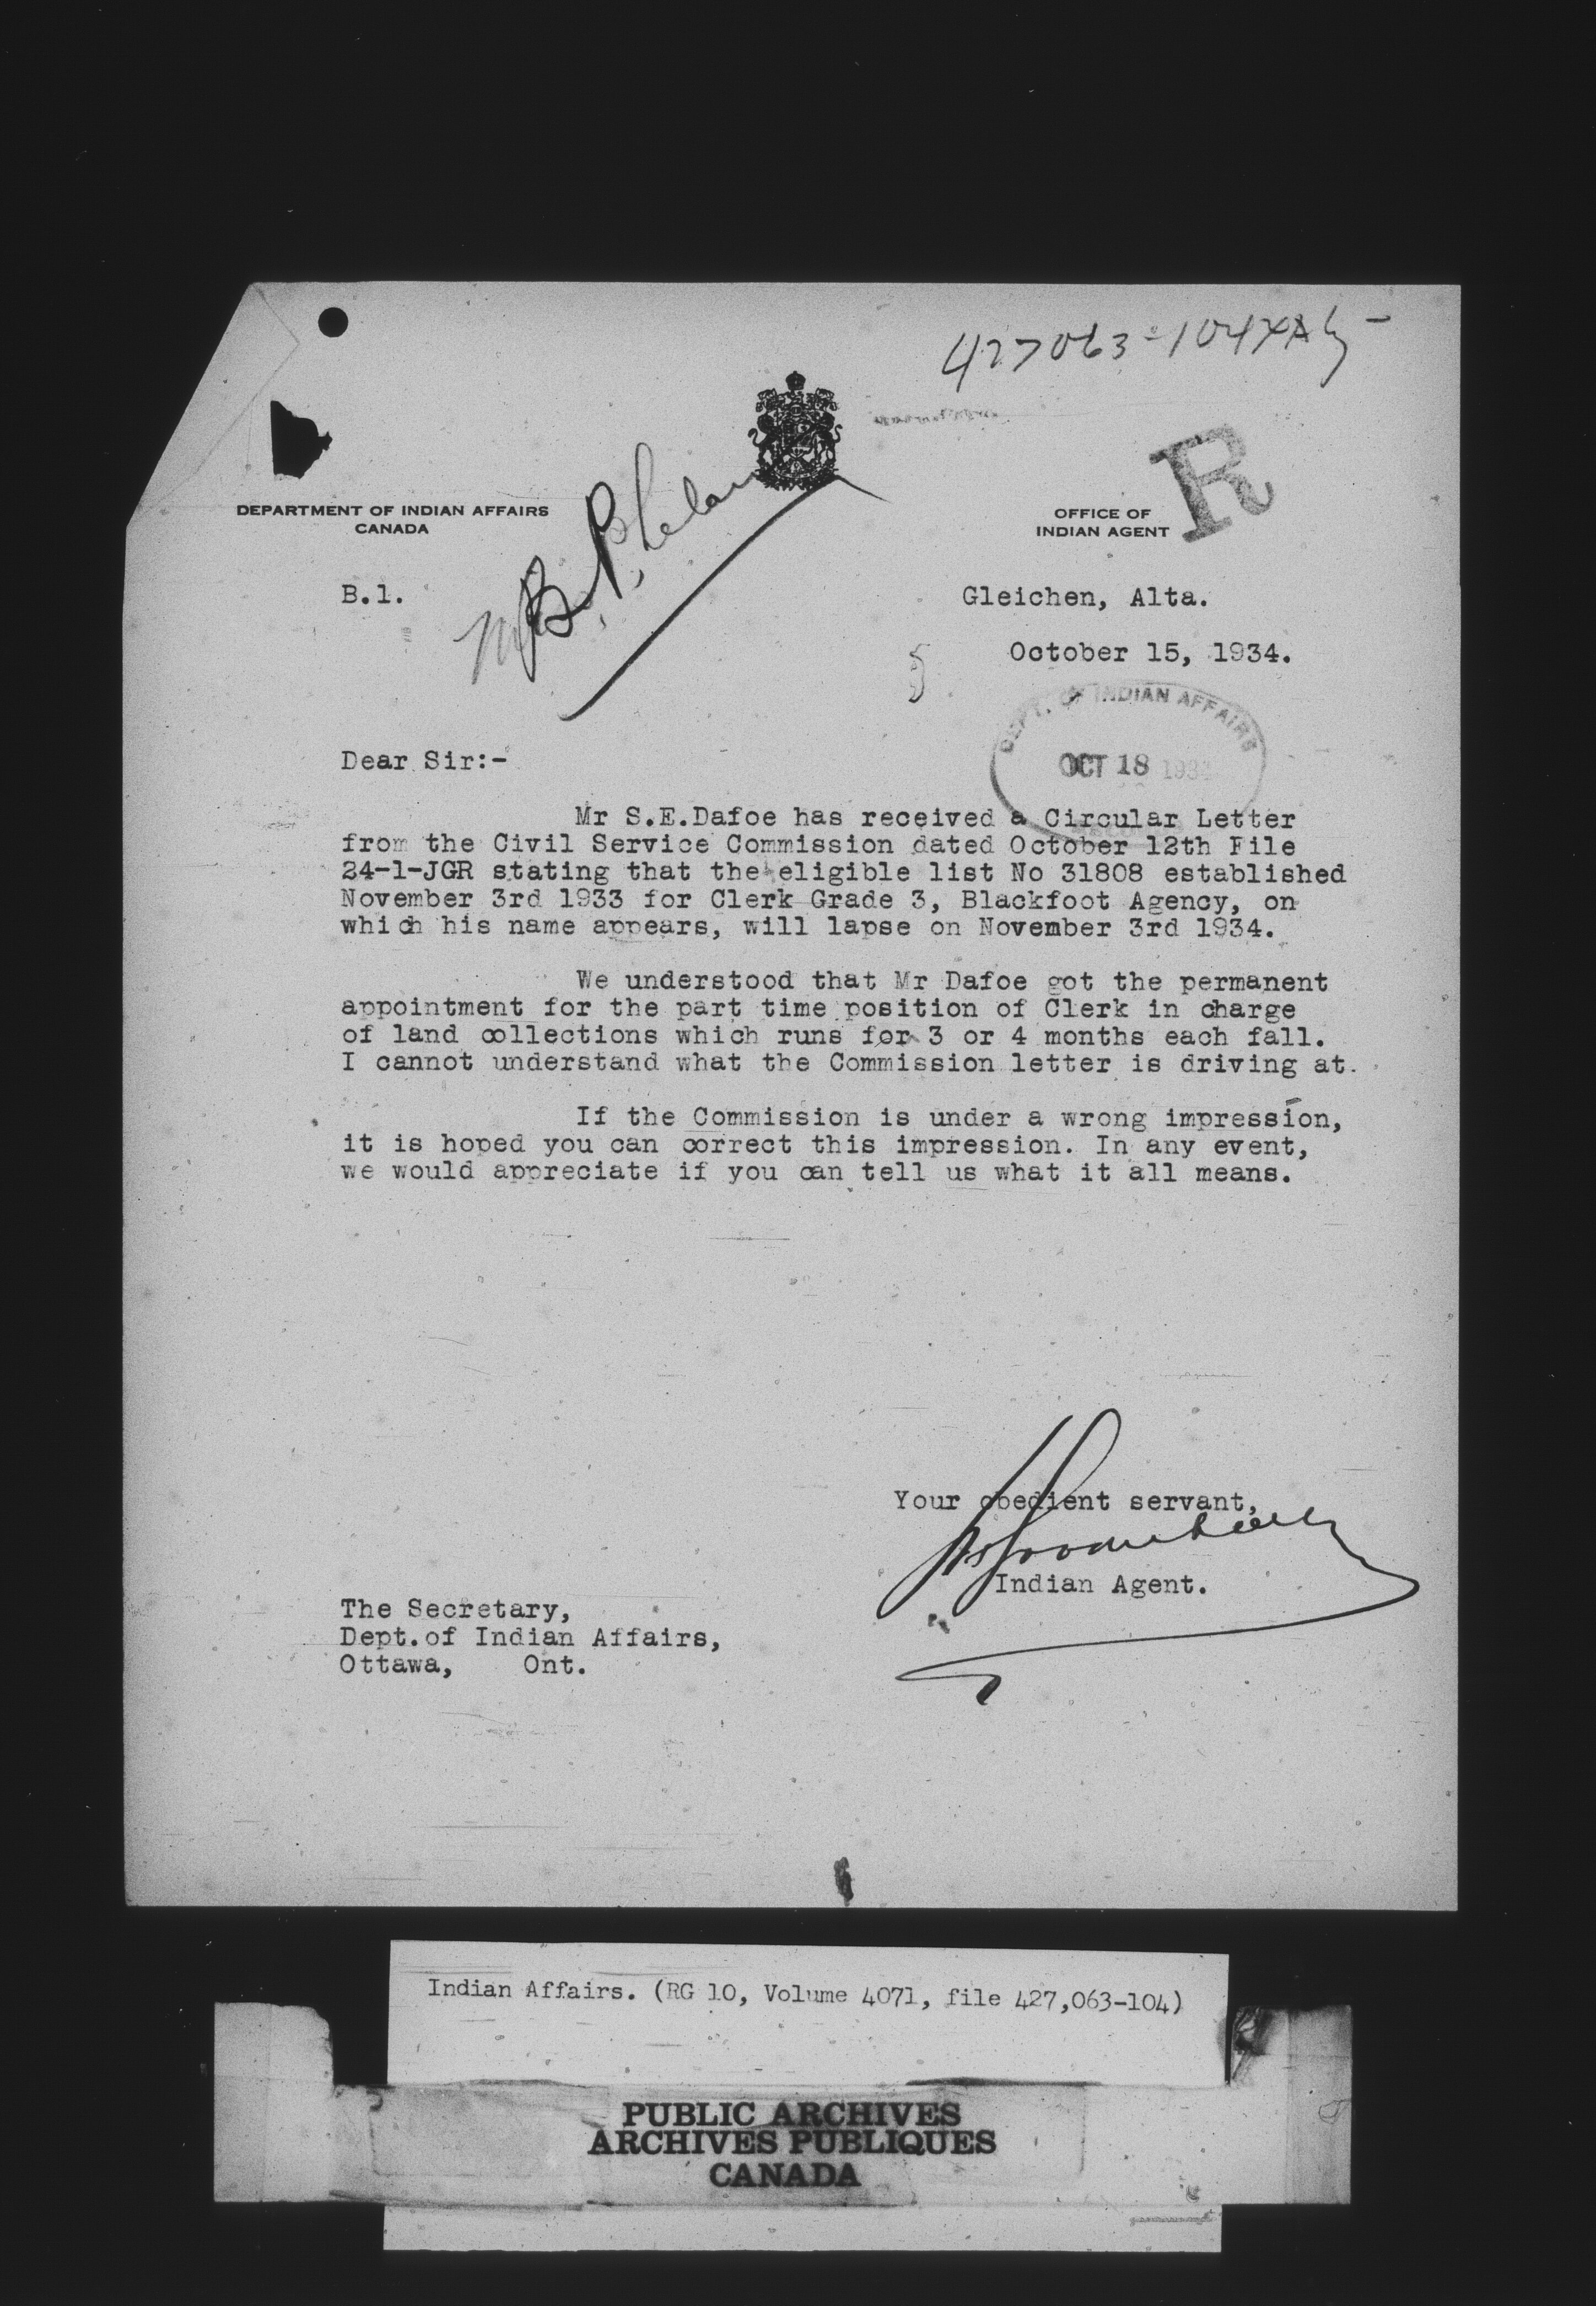 427063-104
R
DEPARTMENT OF INDIAN AFFAIRS
CANADA
OFFICE OF
INDIAN AGENT
Phelan
B.1.
Gleichen, Alta.
October 15, 1934.
DEPT. OF INDIAN AFFAIRS
OCT 18 193
Dear Sir:-
Mr S.E.Dafoe has received a Circular Letter
from the Civil Service Commission dated October 12th File
24-1-JGR stating that the eligible list No 31808 established
November 3rd 1933 for Clerk Grade 3, Blackfoot Agency, on
which his name appears, will lapse on November 3rd 1934.
We understood that Mr Dafoe got the permanent
appointment for the part time position of Clerk in charge
of land collections which runs for 3 or 4 months each fall.
I cannot understand what the Commission letter is driving at.
If the Commission is under a wrong impression,
it is hoped you can correct this impression. In any event,
we would appreciate if you can tell us what it all means.
Your obedient servant,
Indian Agent.
The Secretary,
Dept.of Indian Affairs,
Ottawa, Ont.
Indian Affairs. (RG 10, Volume 4071, file 427,063-104)
PUBLIC ARCHIVES
ARCHIVES PUBLIQUES
CANADA